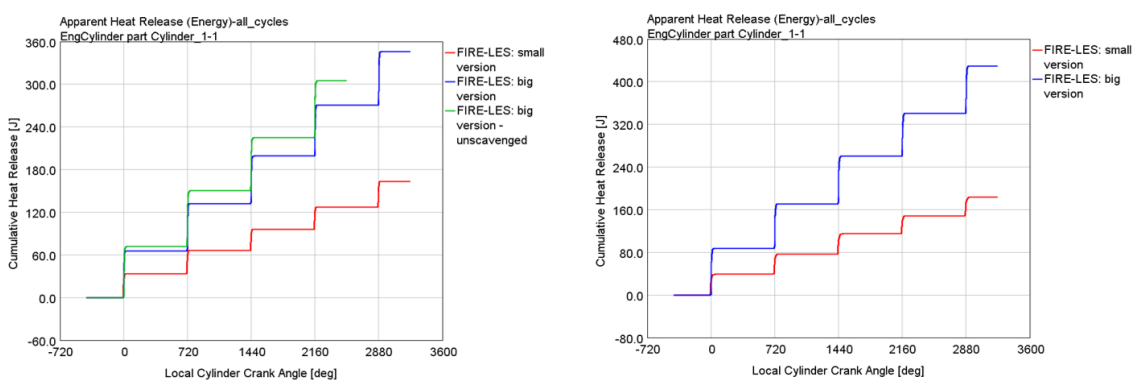 Apparent Heat Release (Energy)-all_cycles
EngCylinder part Cylinder_1-1
360.0
300.0
240.0
180.0
120.0
60.0
0.0
-60.0
Cumulative Heat Release [J]
-720
0
720
1440
2160
2880
3600
Local Cylinder Crank Angle [deg]
FIRE-LES: small
version
FIRE-LES: big
version
FIRE-LES: big
version -
unscavenged
Apparent Heat Release (Energy)-all_cycles
EngCylinder part Cylinder_1-1
480.0
400.0
320.0
240.0
160.0
80.0
0.0
-80.0
Cumulative Heat Release [J]
-720
0
720
1440
2160
2880
3600
Local Cylinder Crank Angle [deg]
FIRE-LES: small
version
FIRE-LES: big
version